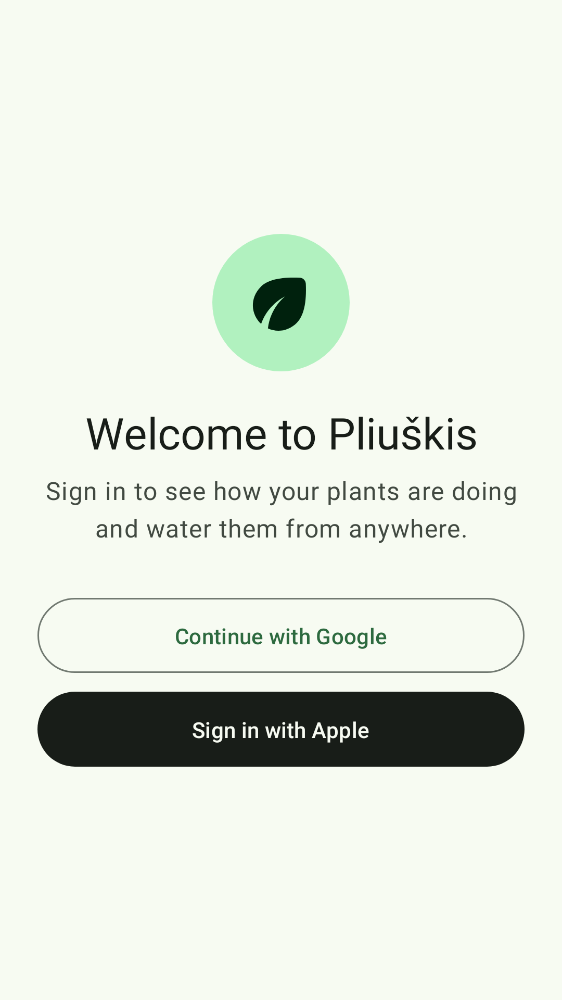 Welcome to Pliuškis
Sign in to see how your plants are doing
and water them from anywhere.
Continue with Google
Sign in with Apple